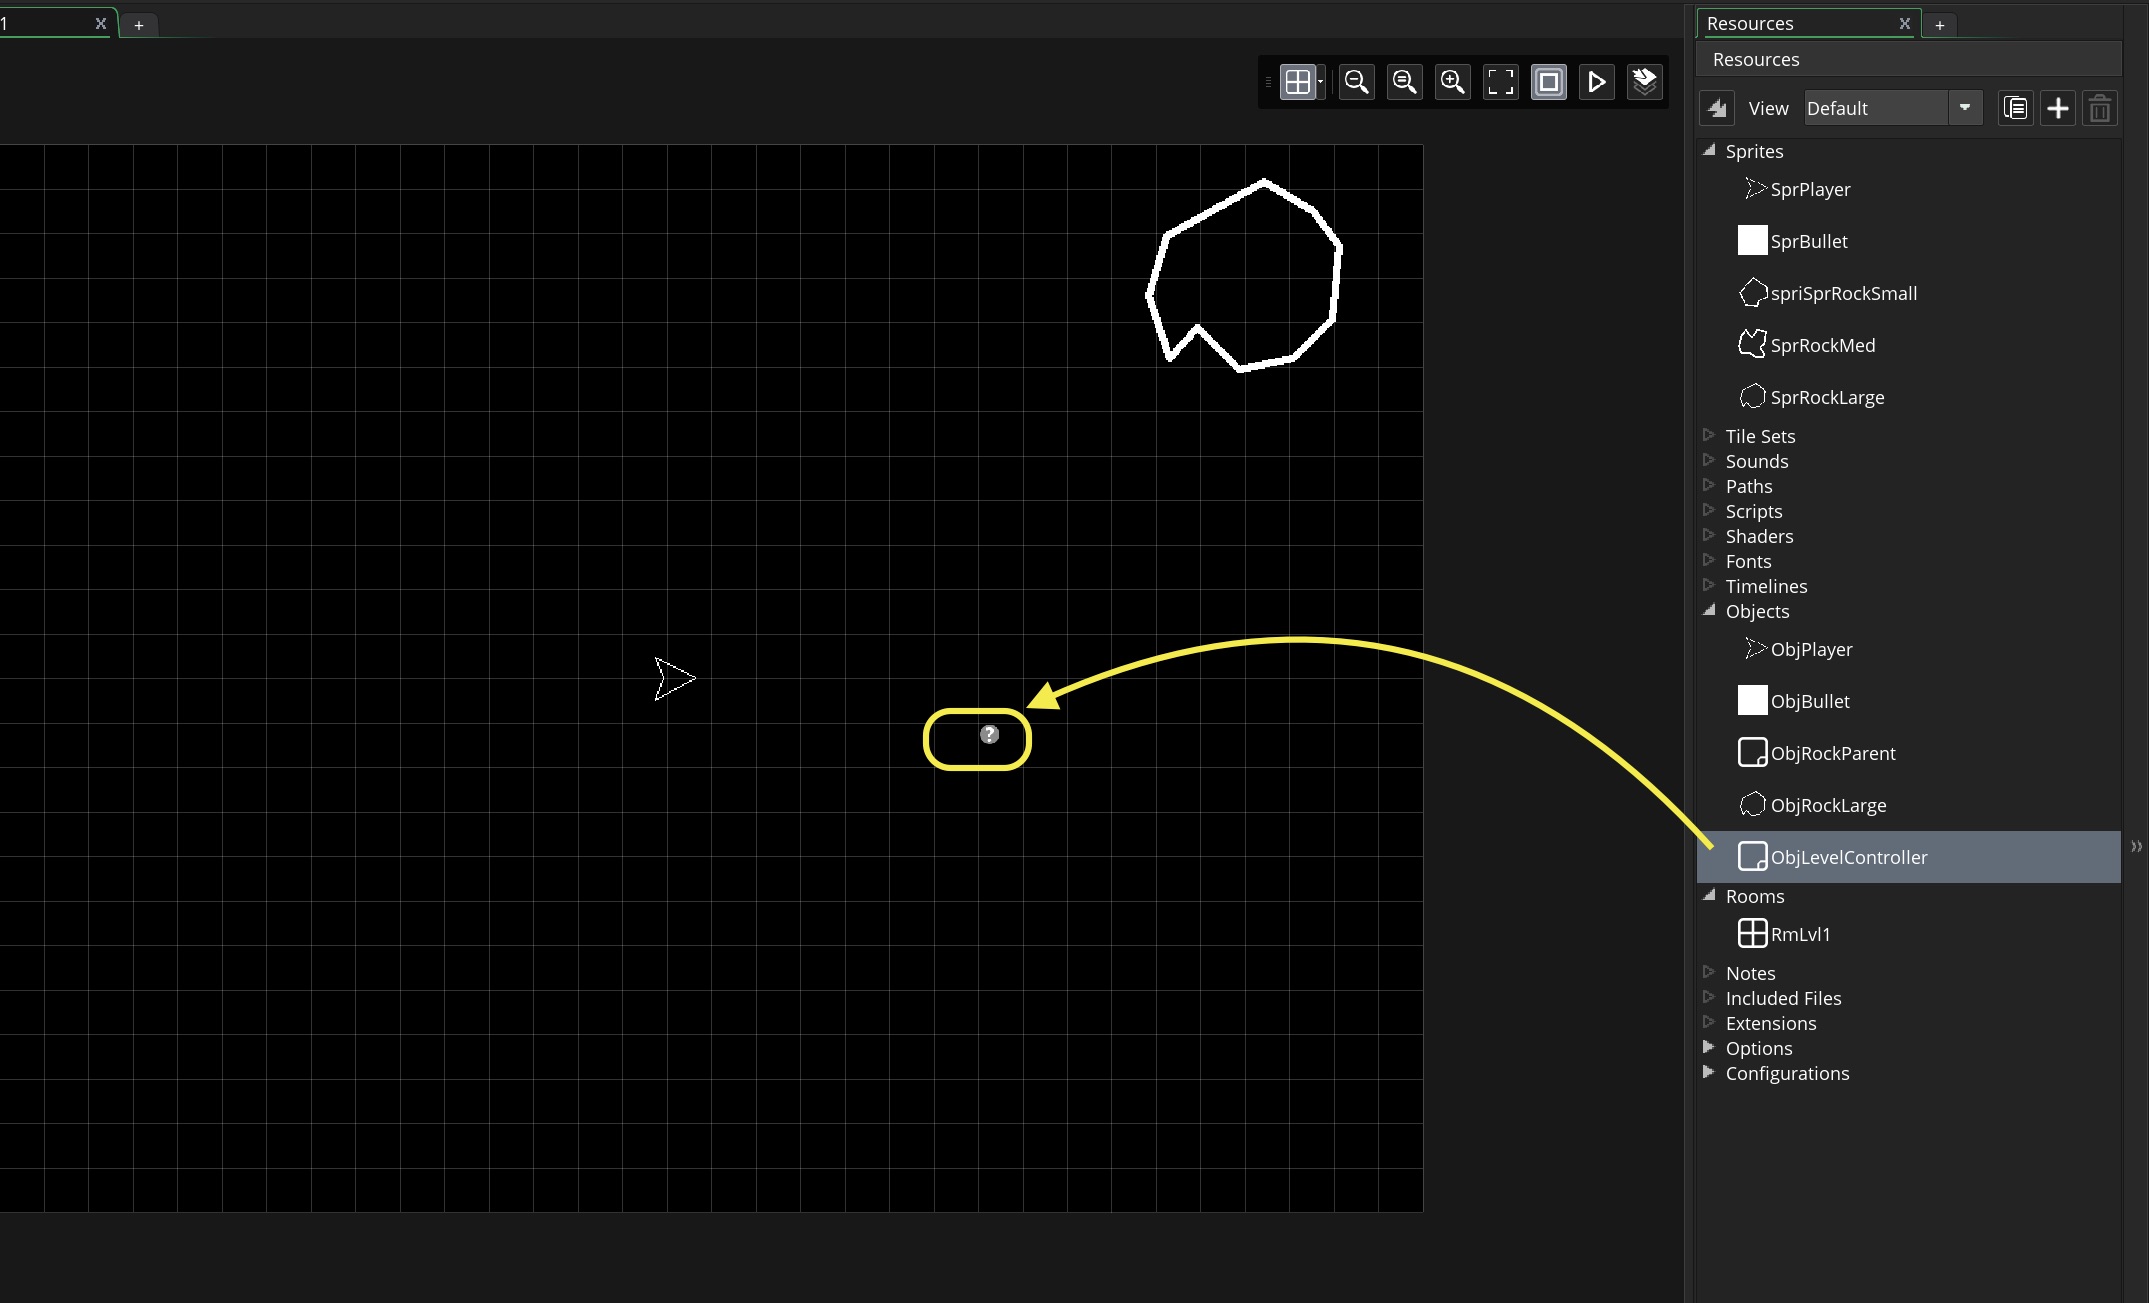 1
Resources
Resources
View Default
Sprites
SprPlayer
SprBullet
spriSprRockSmall
SprRockMed
SprRockLarge
Tile Sets
Sounds
Paths
Scripts
Shaders
Fonts
Timelines
Objects
ObjPlayer
ObjBullet
ObjRockParent
ObjRockLarge
ObjLevelController
Rooms
RmLvl1
Notes
Included Files
Extensions
Options
Configurations
?